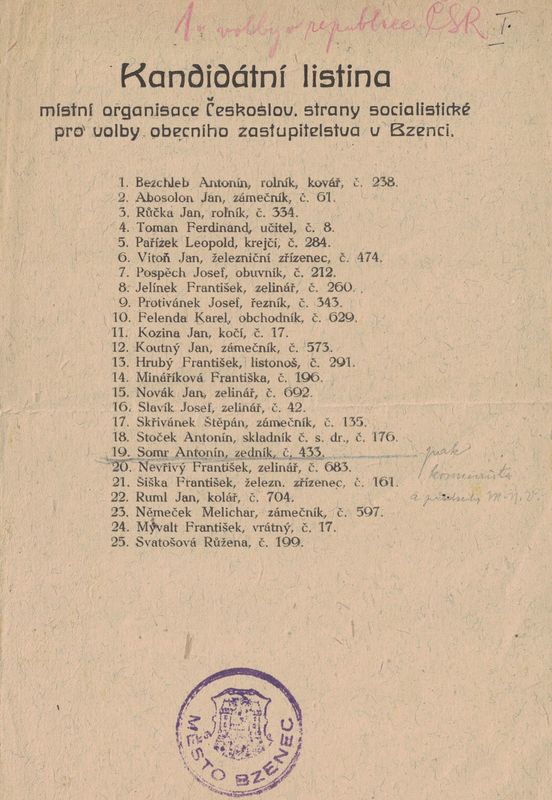 1. volby v republice ČSR I.
Kandidátní listina
místní organisace Českoslov. strany socialistické
pro volby obecního zastupitelstva v Bzenci.
1. Bezchleb Antonín, rolník, kovář, č. 238.
2. Abosolon Jan, zámečník, č. 61.
3. Růčka Jan, rolník, č. 334.
4. Toman Ferdinand, učitel, č. 8.
5. Pařízek Leopold, krejčí, č. 284.
6. Vitoň Jan, železniční zřízenec, č. 474.
7. Pospěch Josef, obuvník, č. 212.
8. Jelínek František, zelinář, č. 260.
9. Protivánek Josef, řezník, č. 343.
10. Felenda Karel, obchodník, č. 629.
11. Kozina Jan, kočí, č. 17.
12. Koutný Jan, zámečník, č. 573.
13. Hrubý František, listonoš, č. 291.
14. Mináříková Františka, č. 196.
15. Novák Jan, zelinář, č. 692.
16. Slavík Josef, zelinář, č. 42.
17. Skřivánek Štěpán, zámečník, č. 135.
18. Stoček Antonín, skladník č. s. dr., č. 176.
19. Somr Antonín, zedník, č. 433.
pak
komunista
a předseda M.N.V.
20. Nevřivý František, zelinář, č. 683.
21. Šiška František, železn. zřízenec, č. 161.
22. Ruml Jan, kolář, č. 704.
23. Němeček Melichar, zámečník, č. 597.
24. Mývalt František, vrátný, č. 17.
25. Svatošová Růžena, č. 199.
MĚSTO BZENEC